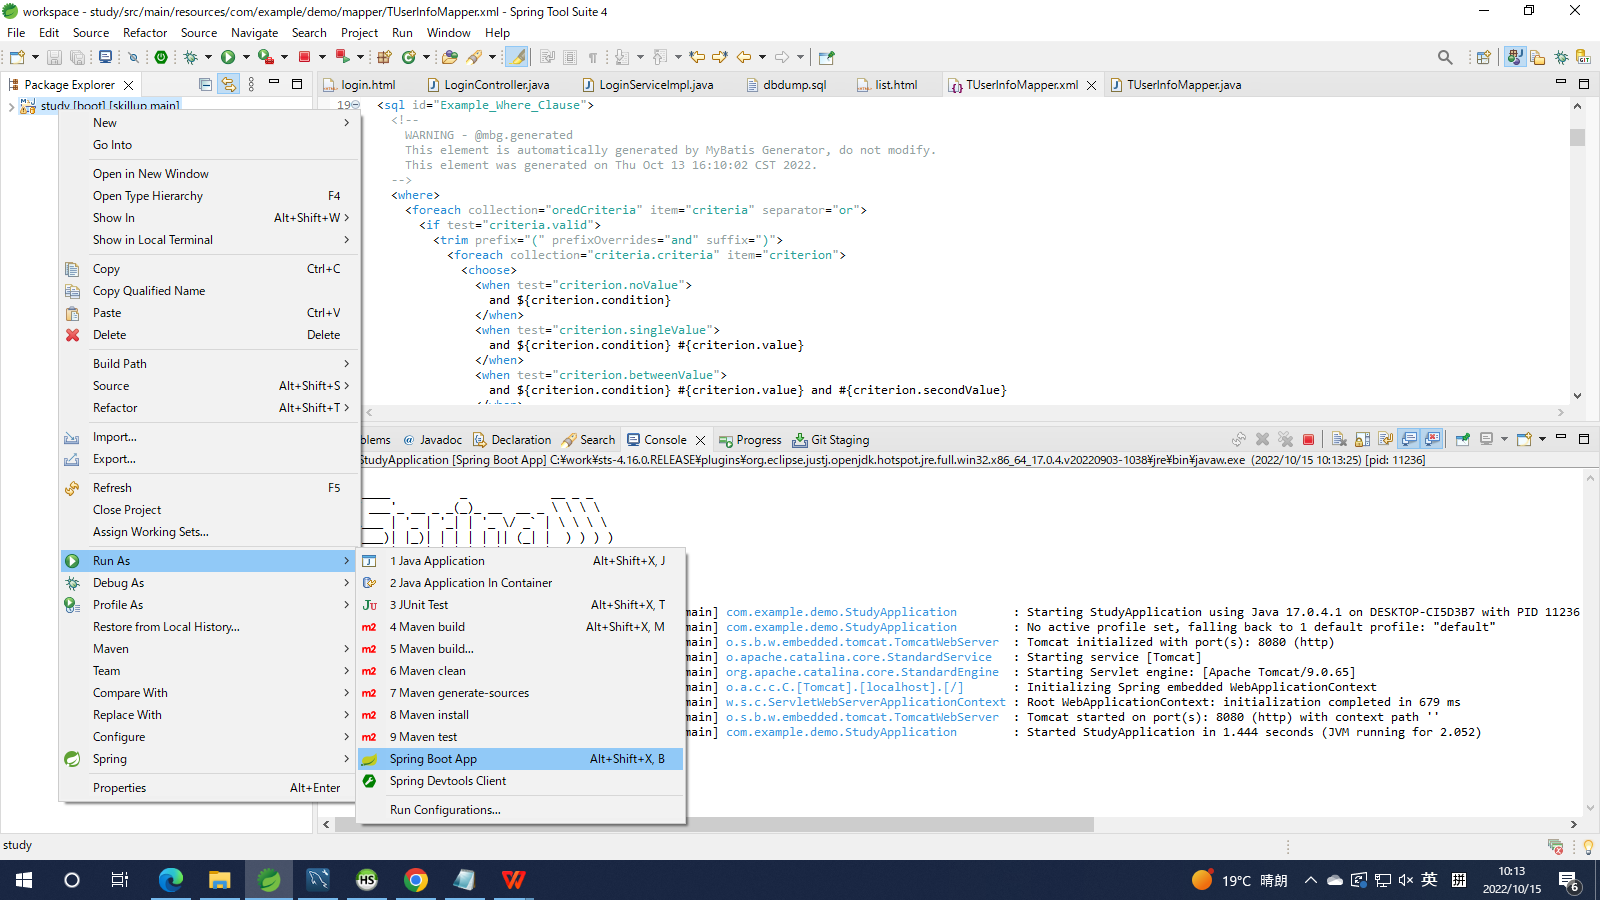 workspace - study/src/main/resources/com/example/demo/mapper/TUserInfoMapper.xml - Spring Tool Suite 4
File Edit Source Refactor Source Navigate Search Project Run Window Help
Package Explorer
study [boot] [skillup main]
login.html LoginController.java LoginServiceImpl.java dbdump.sql list.html TUserInfoMapper.xml TUserInfoMapper.java
19 <sql id="Example_Where_Clause">
<!--
WARNING - @mbg.generated
This element is automatically generated by MyBatis Generator, do not modify.
This element was generated on Thu Oct 13 16:10:02 CST 2022.
-->
<where>
<foreach collection="oredCriteria" item="criteria" separator="or">
<if test="criteria.valid">
<trim prefix="(" prefixOverrides="and" suffix=")">
<foreach collection="criteria.criteria" item="criterion">
<choose>
<when test="criterion.noValue">
and ${criterion.condition}
</when>
<when test="criterion.singleValue">
and ${criterion.condition} #{criterion.value}
</when>
<when test="criterion.betweenValue">
and ${criterion.condition} #{criterion.value} and #{criterion.secondValue}
</when>
New
Go Into
Open in New Window
Open Type Hierarchy F4
Show In Alt+Shift+W
Show in Local Terminal
Copy Ctrl+C
Copy Qualified Name
Paste Ctrl+V
Delete Delete
Build Path
Source Alt+Shift+S
Refactor Alt+Shift+T
Import...
Export...
Refresh F5
Close Project
Assign Working Sets...
Run As
Debug As
Profile As
Restore from Local History...
Maven
Team
Compare With
Replace With
Configure
Spring
Properties Alt+Enter
1 Java Application Alt+Shift+X, J
2 Java Application In Container
3 JUnit Test Alt+Shift+X, T
4 Maven build Alt+Shift+X, M
5 Maven build...
6 Maven clean
7 Maven generate-sources
8 Maven install
9 Maven test
Spring Boot App Alt+Shift+X, B
Spring Devtools Client
Run Configurations...
blems Javadoc Declaration Search Console Progress Git Staging
StudyApplication [Spring Boot App] C:¥work¥sts-4.16.0.RELEASE¥plugins¥org.eclipse.justj.openjdk.hotspot.jre.full.win32.x86_64_17.0.4.v20220903-1038¥jre¥bin¥javaw.exe (2022/10/15 10:13:25) [pid: 11236]
main] com.example.demo.StudyApplication : Starting StudyApplication using Java 17.0.4.1 on DESKTOP-CI5D3B7 with PID 11236
main] com.example.demo.StudyApplication : No active profile set, falling back to 1 default profile: "default"
main] o.s.b.w.embedded.tomcat.TomcatWebServer : Tomcat initialized with port(s): 8080 (http)
main] o.apache.catalina.core.StandardService : Starting service [Tomcat]
main] org.apache.catalina.core.StandardEngine : Starting Servlet engine: [Apache Tomcat/9.0.65]
main] o.a.c.c.C.[Tomcat].[localhost].[/] : Initializing Spring embedded WebApplicationContext
main] w.s.c.ServletWebServerApplicationContext : Root WebApplicationContext: initialization completed in 679 ms
main] o.s.b.w.embedded.tomcat.TomcatWebServer : Tomcat started on port(s): 8080 (http) with context path ''
main] com.example.demo.StudyApplication : Started StudyApplication in 1.444 seconds (JVM running for 2.052)
study
19°C 晴朗 英 拼
10:13
2022/10/15
6